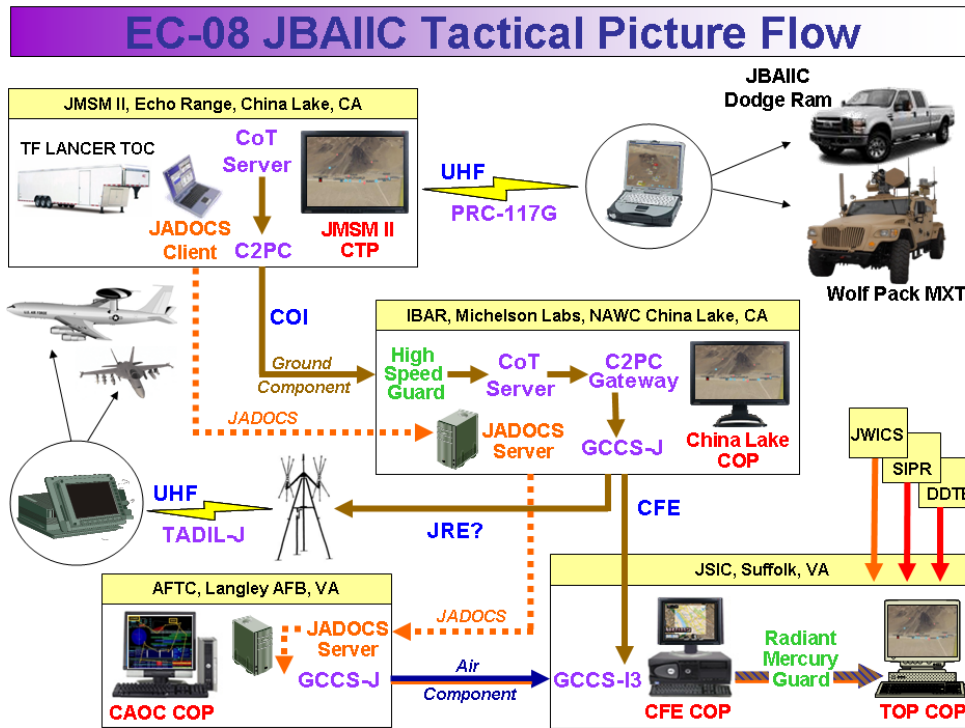 EC-08 JBAIIC Tactical Picture Flow
JMSM II, Echo Range, China Lake, CA
TF LANCER TOC
CoT
Server
JADOCS
Client
C2PC
JMSM II
CTP
UHF
PRC-117G
JBAIIC
Dodge Ram
Wolf Pack MXT
COI
Ground
Component
JADOCS
IBAR, Michelson Labs, NAWC China Lake, CA
High
Speed
Guard
CoT
Server
C2PC
Gateway
JADOCS
Server
GCCS-J
China Lake
COP
JWICS
SIPR
DDTE
UHF
TADIL-J
JRE?
CFE
AFTC, Langley AFB, VA
CAOC COP
JADOCS
Server
GCCS-J
JADOCS
Air
Component
JSIC, Suffolk, VA
GCCS-I3
CFE COP
Radiant
Mercury
Guard
TOP COP